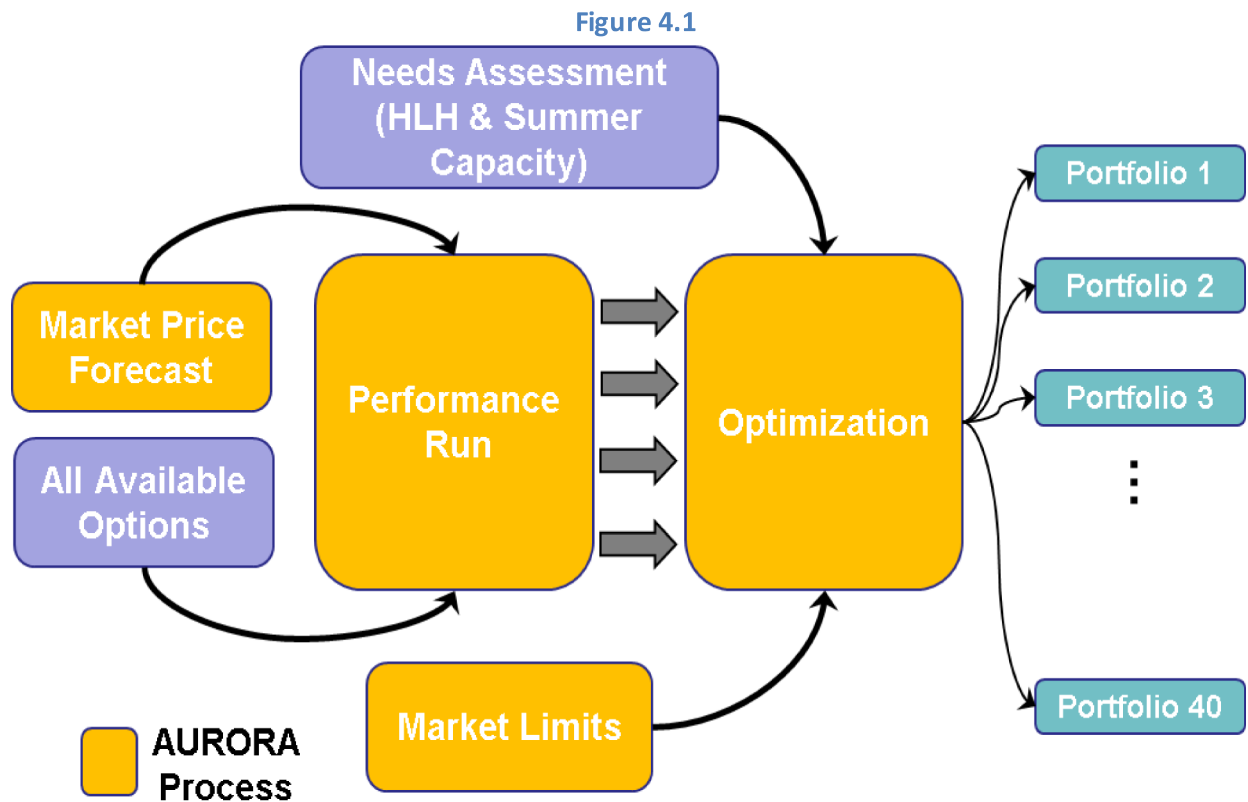 Figure 4.1
Needs Assessment
(HLH & Summer
Capacity)
Market Price
Forecast
All Available
Options
Performance
Run
Optimization
Market Limits
Portfolio 1
Portfolio 2
Portfolio 3
Portfolio 40
AURORA
Process